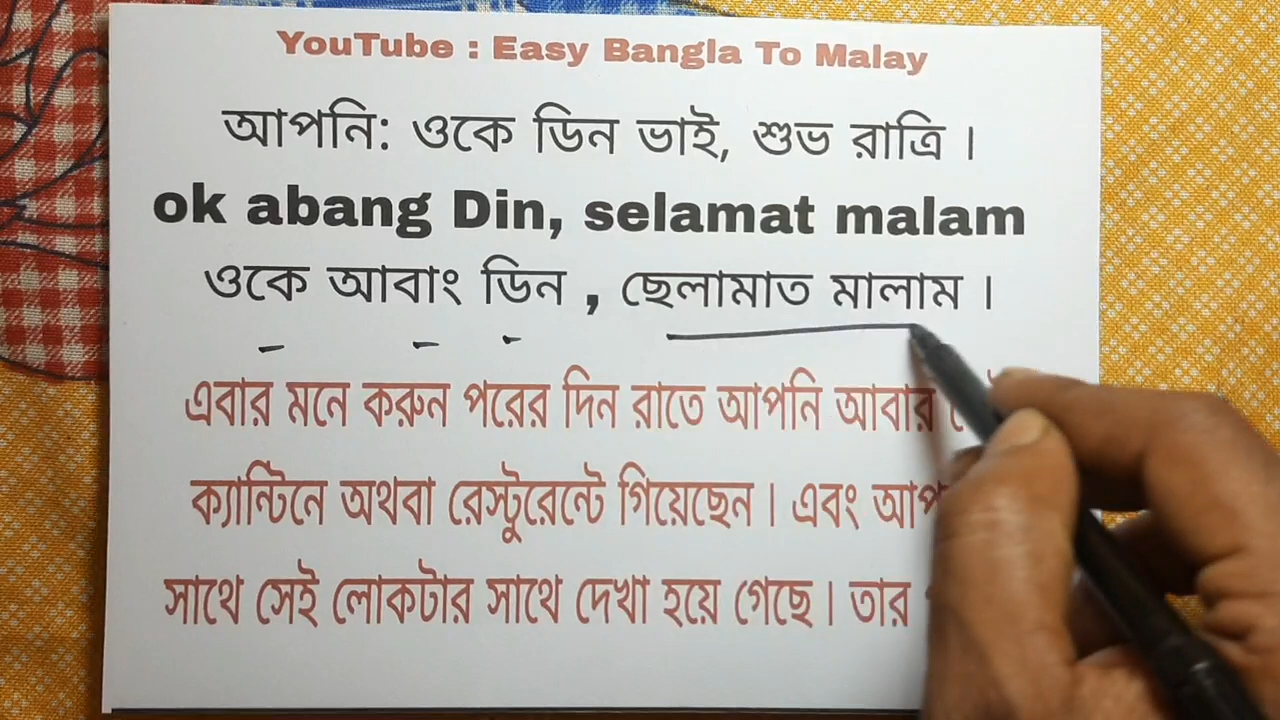 YouTube : Easy Bangla To Malay
আপনি: ওকে ডিন ভাই, শুভ রাত্রি ।
ok abang Din, selamat malam
ওকে আবাং ডিন , ছেলামাত মালাম ।
এবার মনে করুন পরের দিন রাতে আপনি আবার
ক্যান্টিনে অথবা রেস্টুরেন্টে গিয়েছেন । এবং
সাথে সেই লোকটার সাথে দেখা হয়ে গেছে । তার